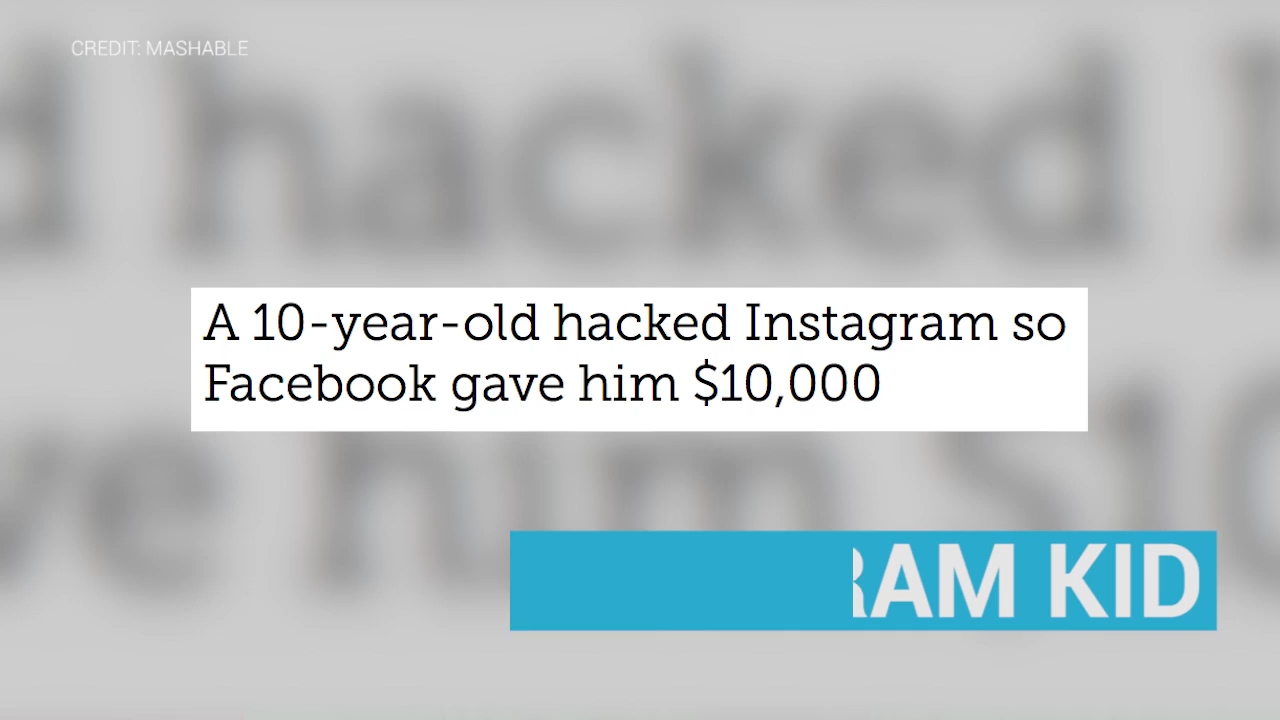 CREDIT: MASHABLE
A 10-year-old hacked Instagram so
Facebook gave him $10,000
RAM KID